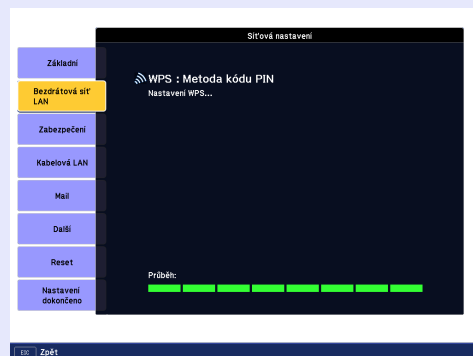 Síťová nastavení
Základní
Bezdrátová síť
LAN
Zabezpečení
Kabelová LAN
Mail
Další
Reset
Nastavení
dokončeno
WPS : Metoda kódu PIN
Nastavení WPS...
Průběh:
ESC Zpět